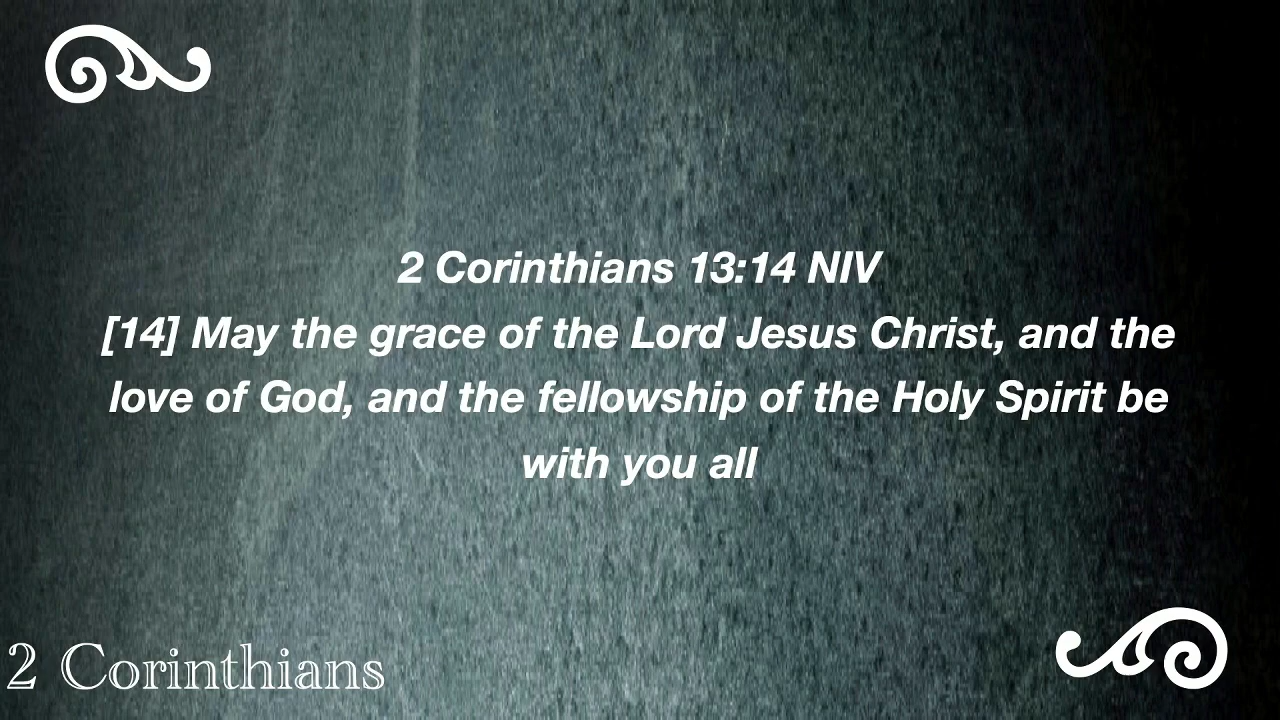 2 Corinthians 13:14 NIV
[14] May the grace of the Lord Jesus Christ, and the
love of God, and the fellowship of the Holy Spirit be
with you all
2 Corinthians